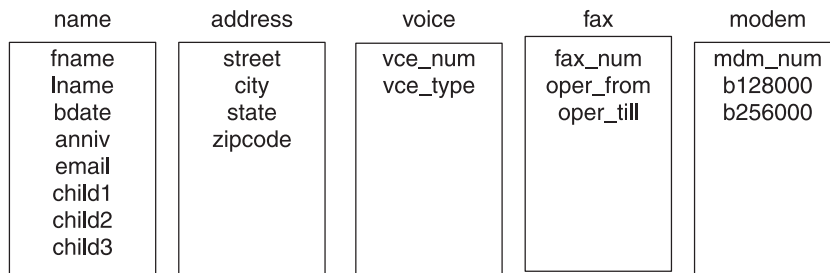 name address voice fax modem
fname street vce_num fax_num mdm_num
lname city vce_type oper_from b128000
bdate state oper_till b256000
anniv zipcode
email
child1
child2
child3